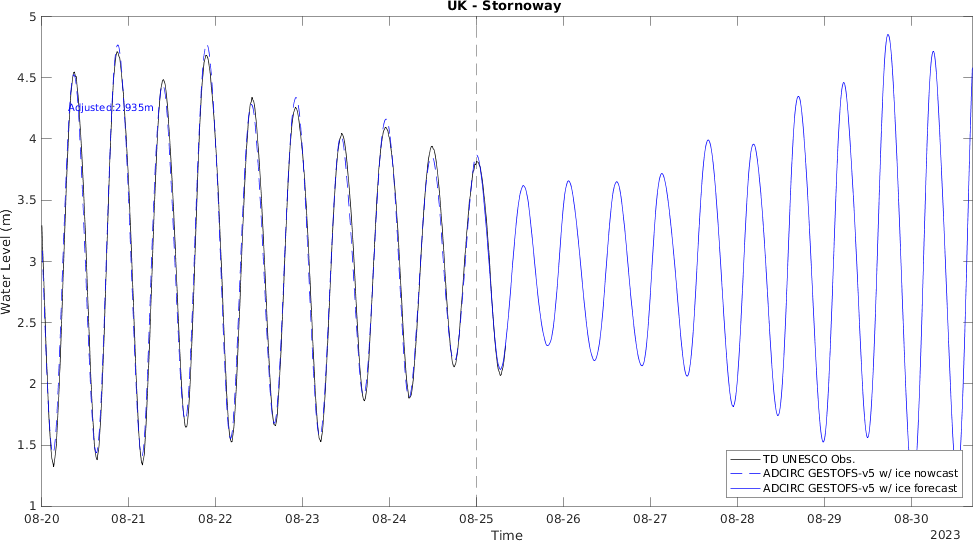 UK - Stornoway
5
4.5
Adjusted:2.935m
4
3.5
3
2.5
2
1.5
1
Water Level (m)
TD UNESCO Obs.
ADCIRC GESTOFS-v5 w/ ice nowcast
ADCIRC GESTOFS-v5 w/ ice forecast
08-20 08-21 08-22 08-23 08-24 08-25 08-26 08-27 08-28 08-29 08-30
Time
2023